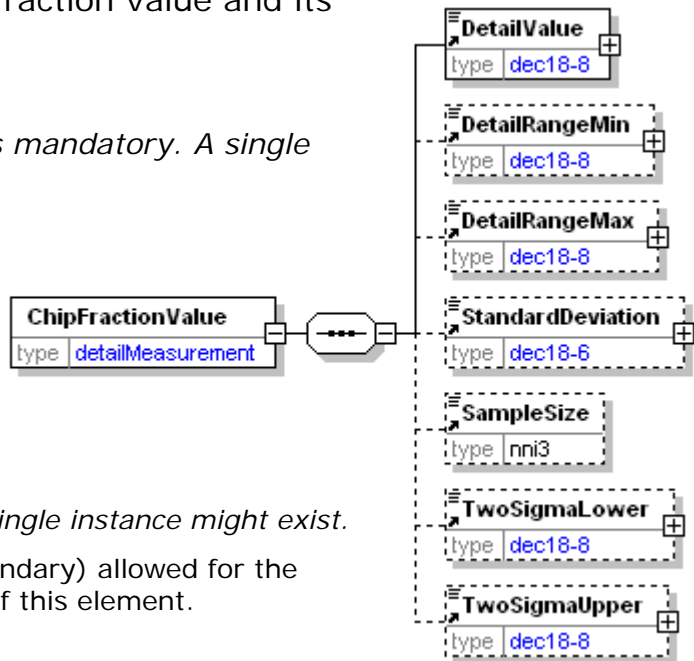 raction value and its
s mandatory. A single
ingle instance might exist.
ndary) allowed for the
f this element.
ChipFractionValue
type detailMeasurement
DetailValue
type dec18-8
DetailRangeMin
type dec18-8
DetailRangeMax
type dec18-8
StandardDeviation
type dec18-6
SampleSize
type nni3
TwoSigmaLower
type dec18-8
TwoSigmaUpper
type dec18-8